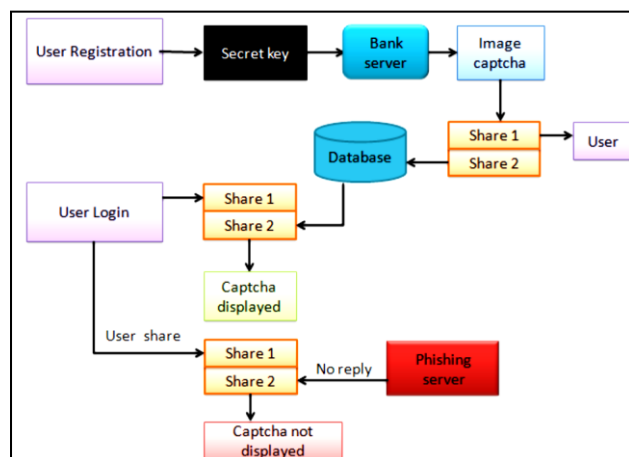 User Registration
Secret key
Bank
server
Image
captcha
Share 1
Share 2
User
Database
User Login
Share 1
Share 2
Captcha
displayed
User share
Share 1
Share 2
No reply
Phishing
server
Captcha not
displayed